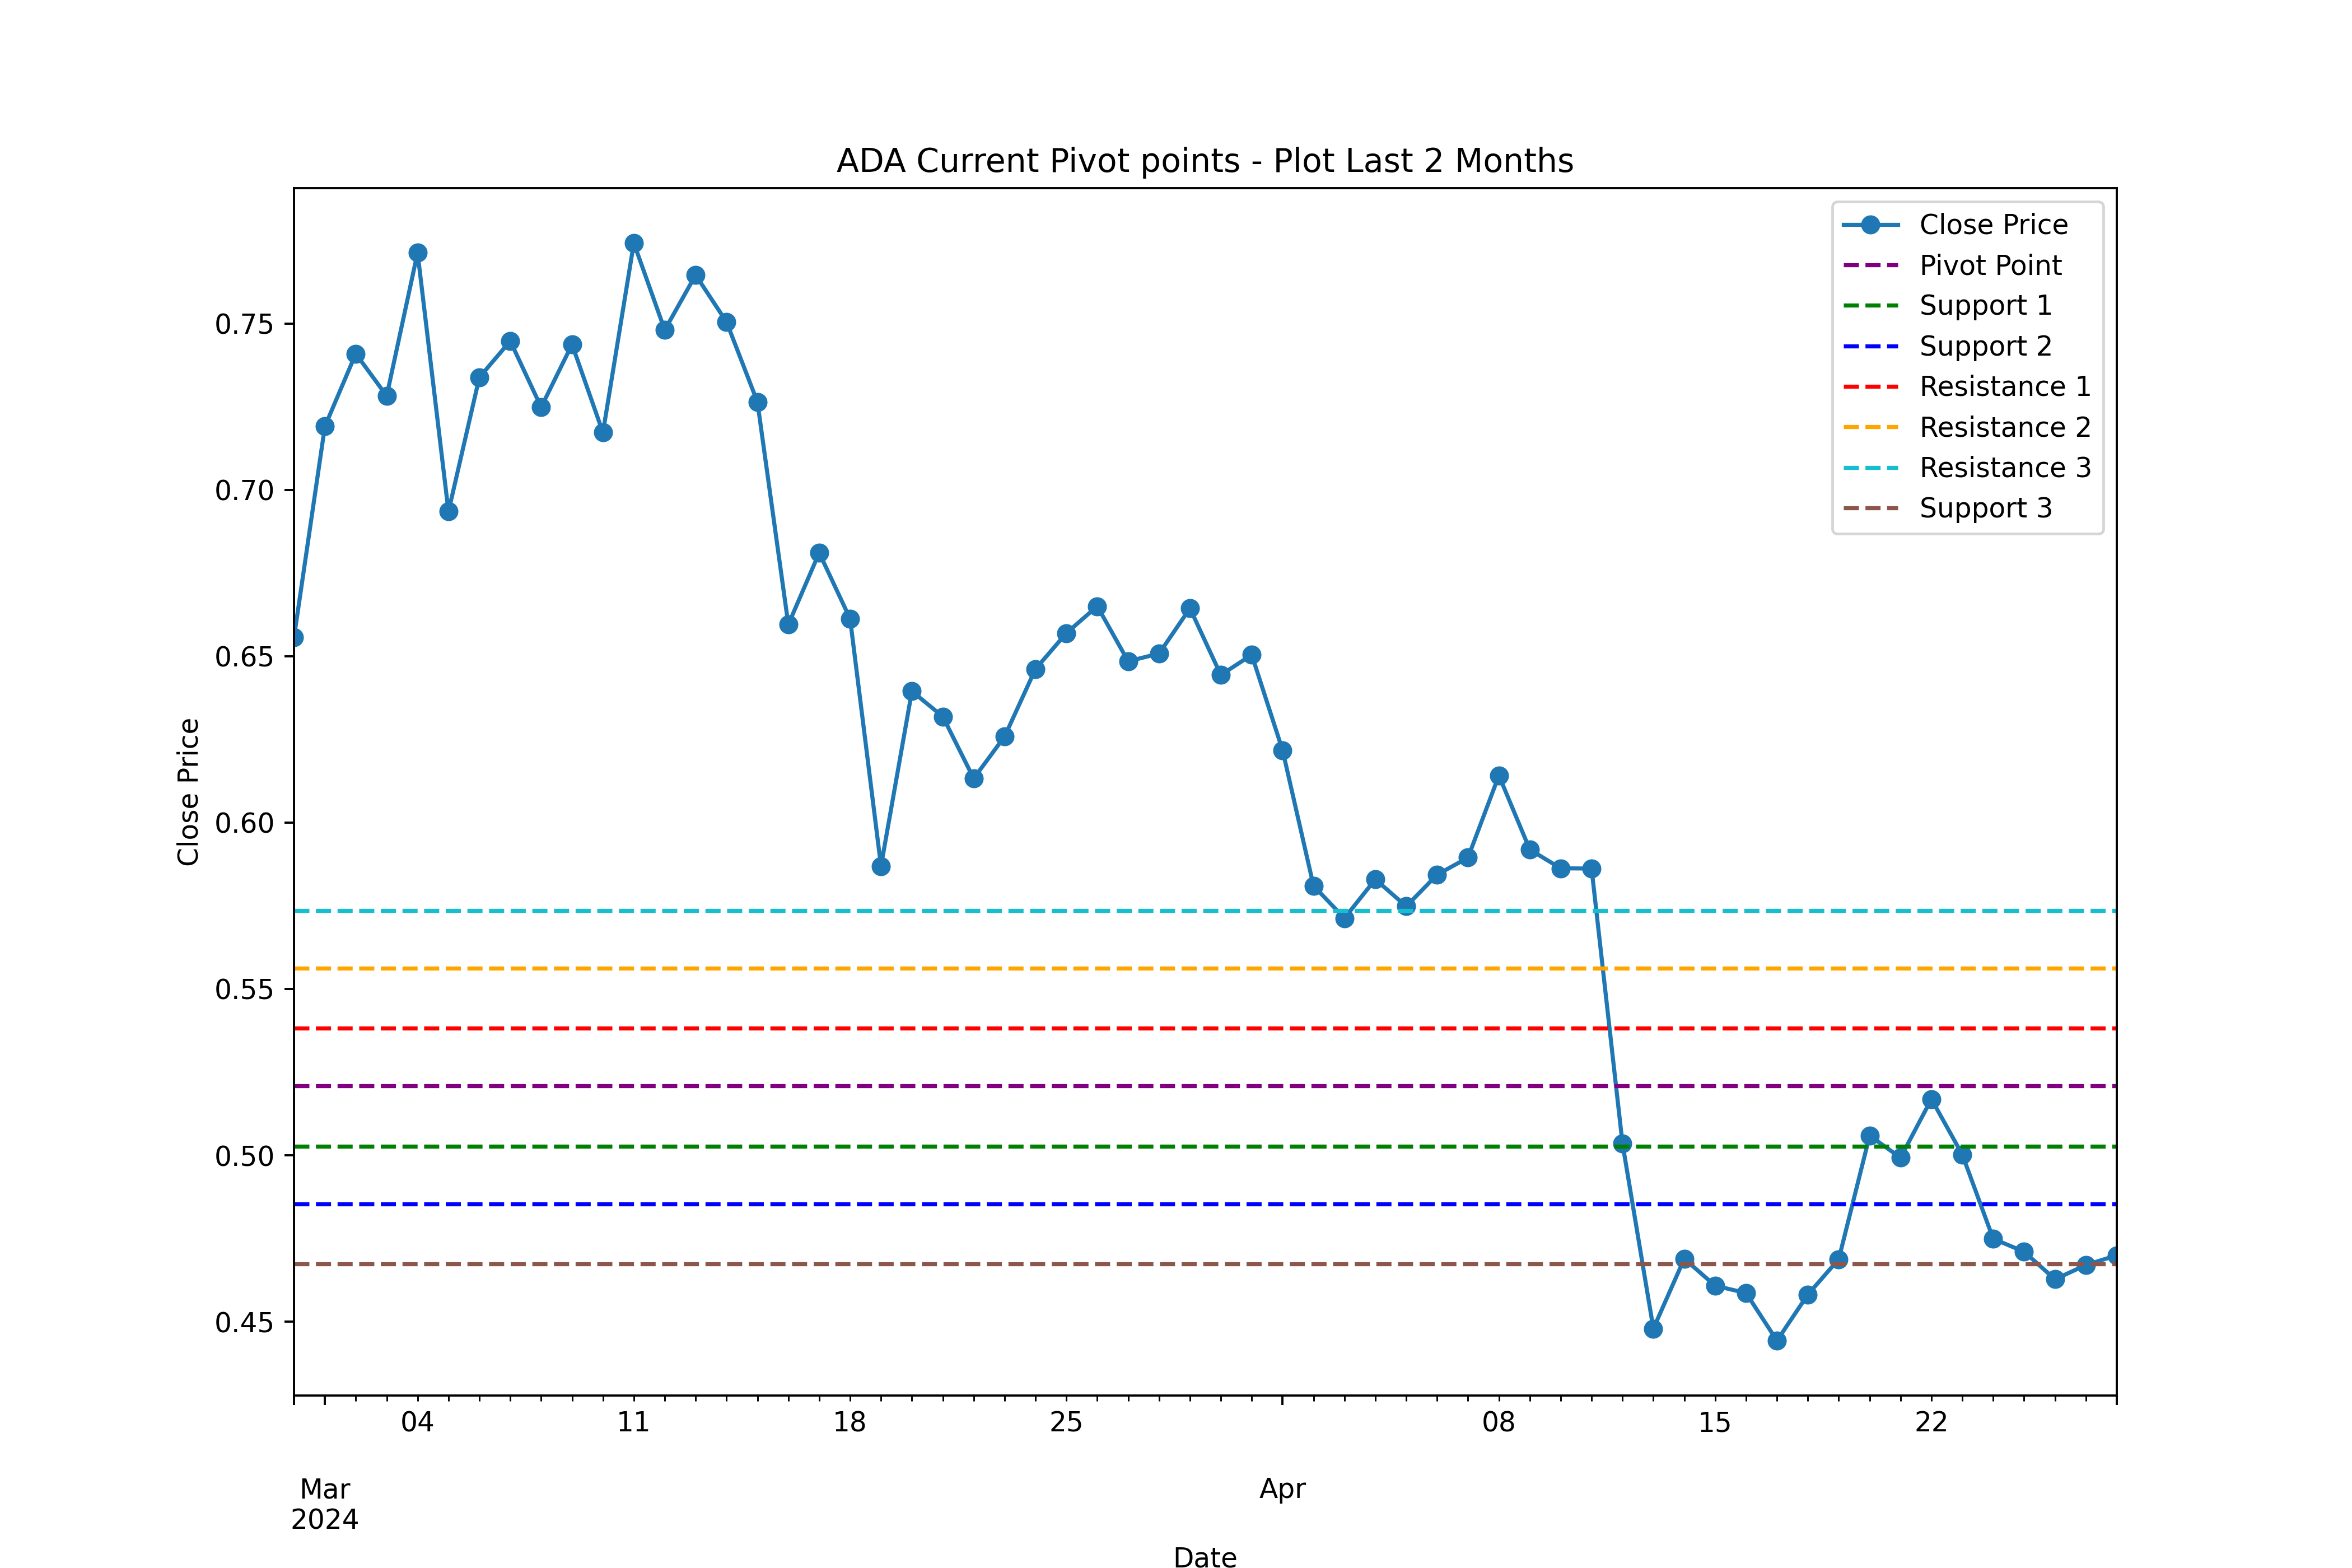 ADA Current Pivot points - Plot Last 2 Months
Close Price
Pivot Point
Support 1
Support 2
Resistance 1
Resistance 2
Resistance 3
Support 3
Close Price
0.75
0.70
0.65
0.60
0.55
0.50
0.45
04
11
18
25
08
15
22
Mar
2024
Apr
Date